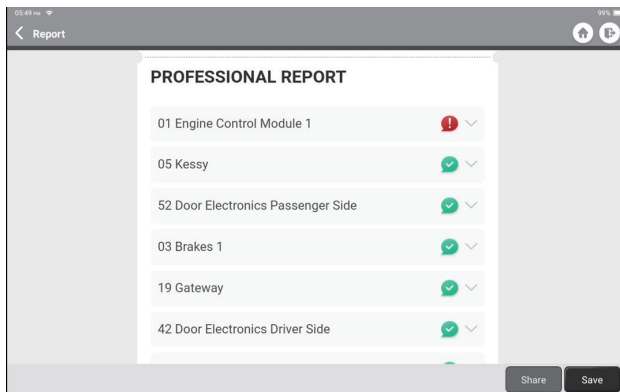 05:49 PM
99%
Report
PROFESSIONAL REPORT
01 Engine Control Module 1
05 Kessy
52 Door Electronics Passenger Side
03 Brakes 1
19 Gateway
42 Door Electronics Driver Side
Share
Save